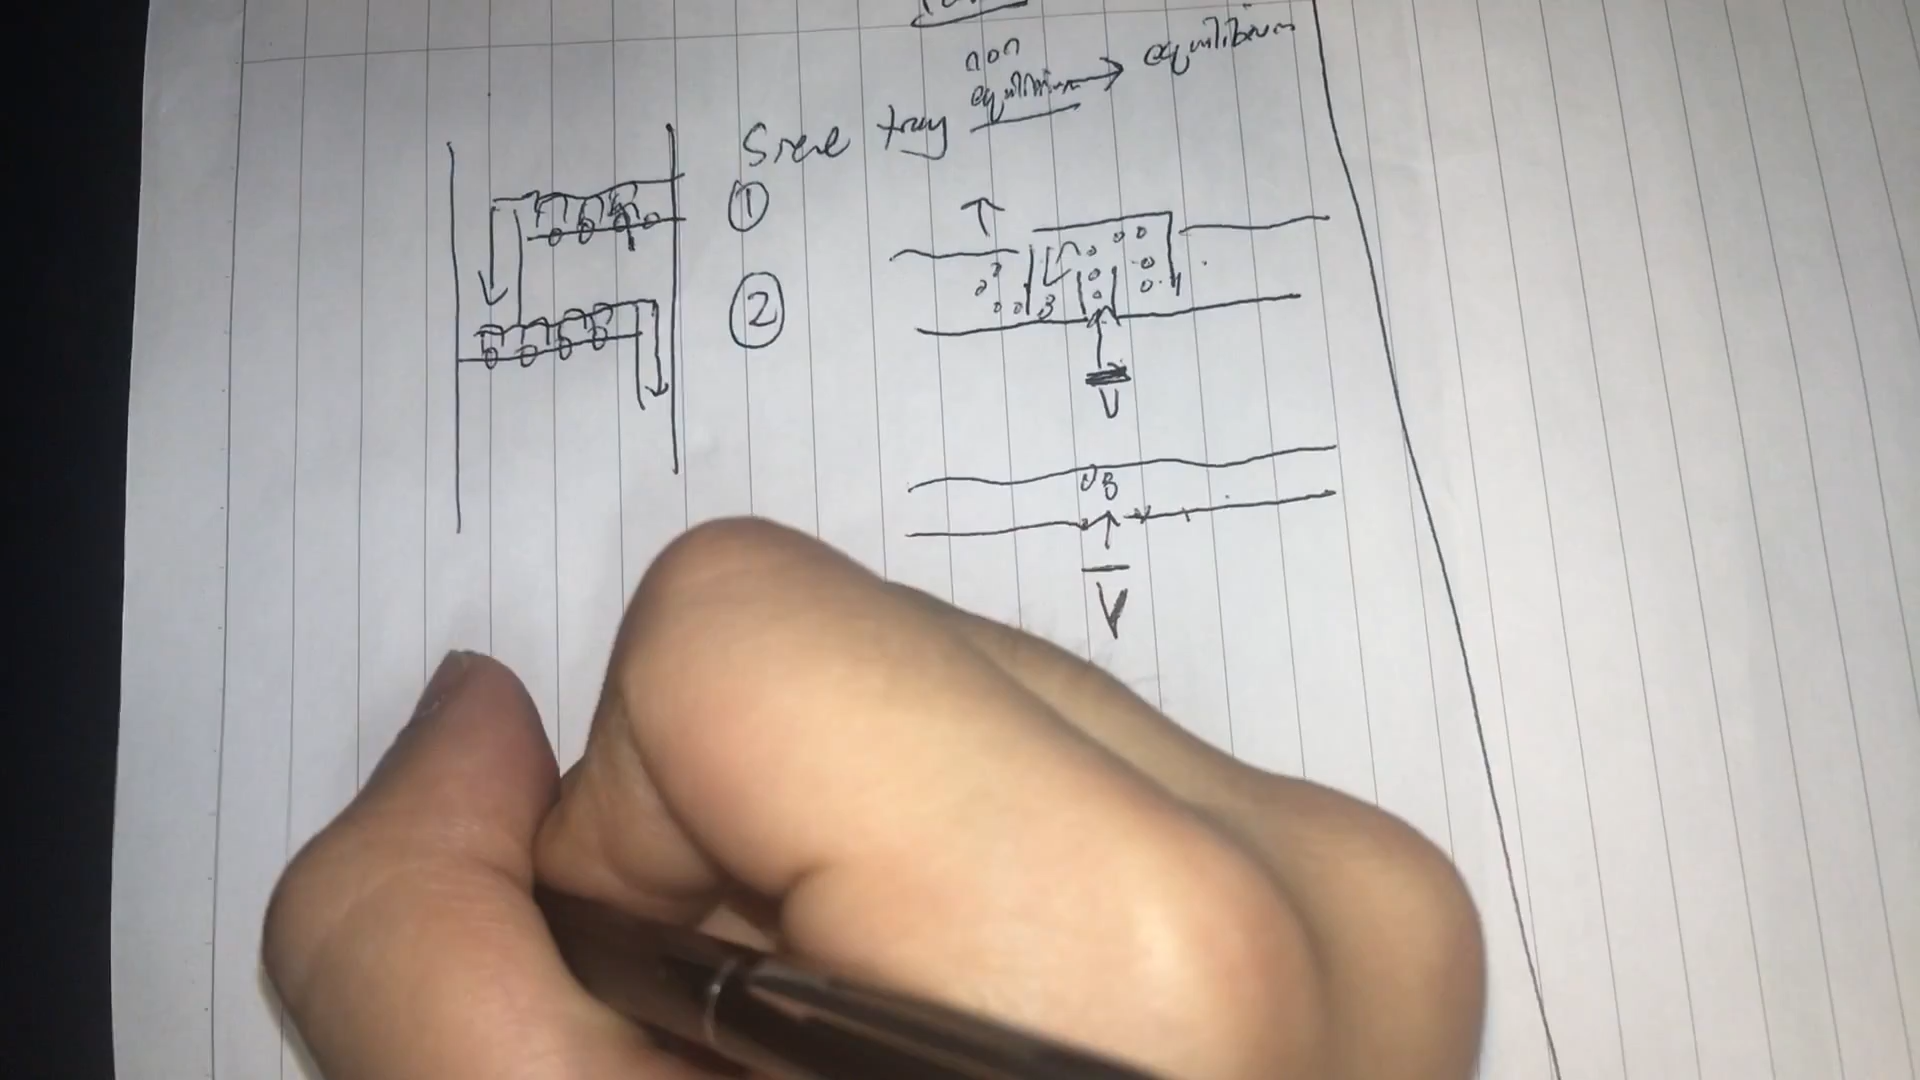 non
equilibrium → equilibrium
Sieve tray
①
②
V
V